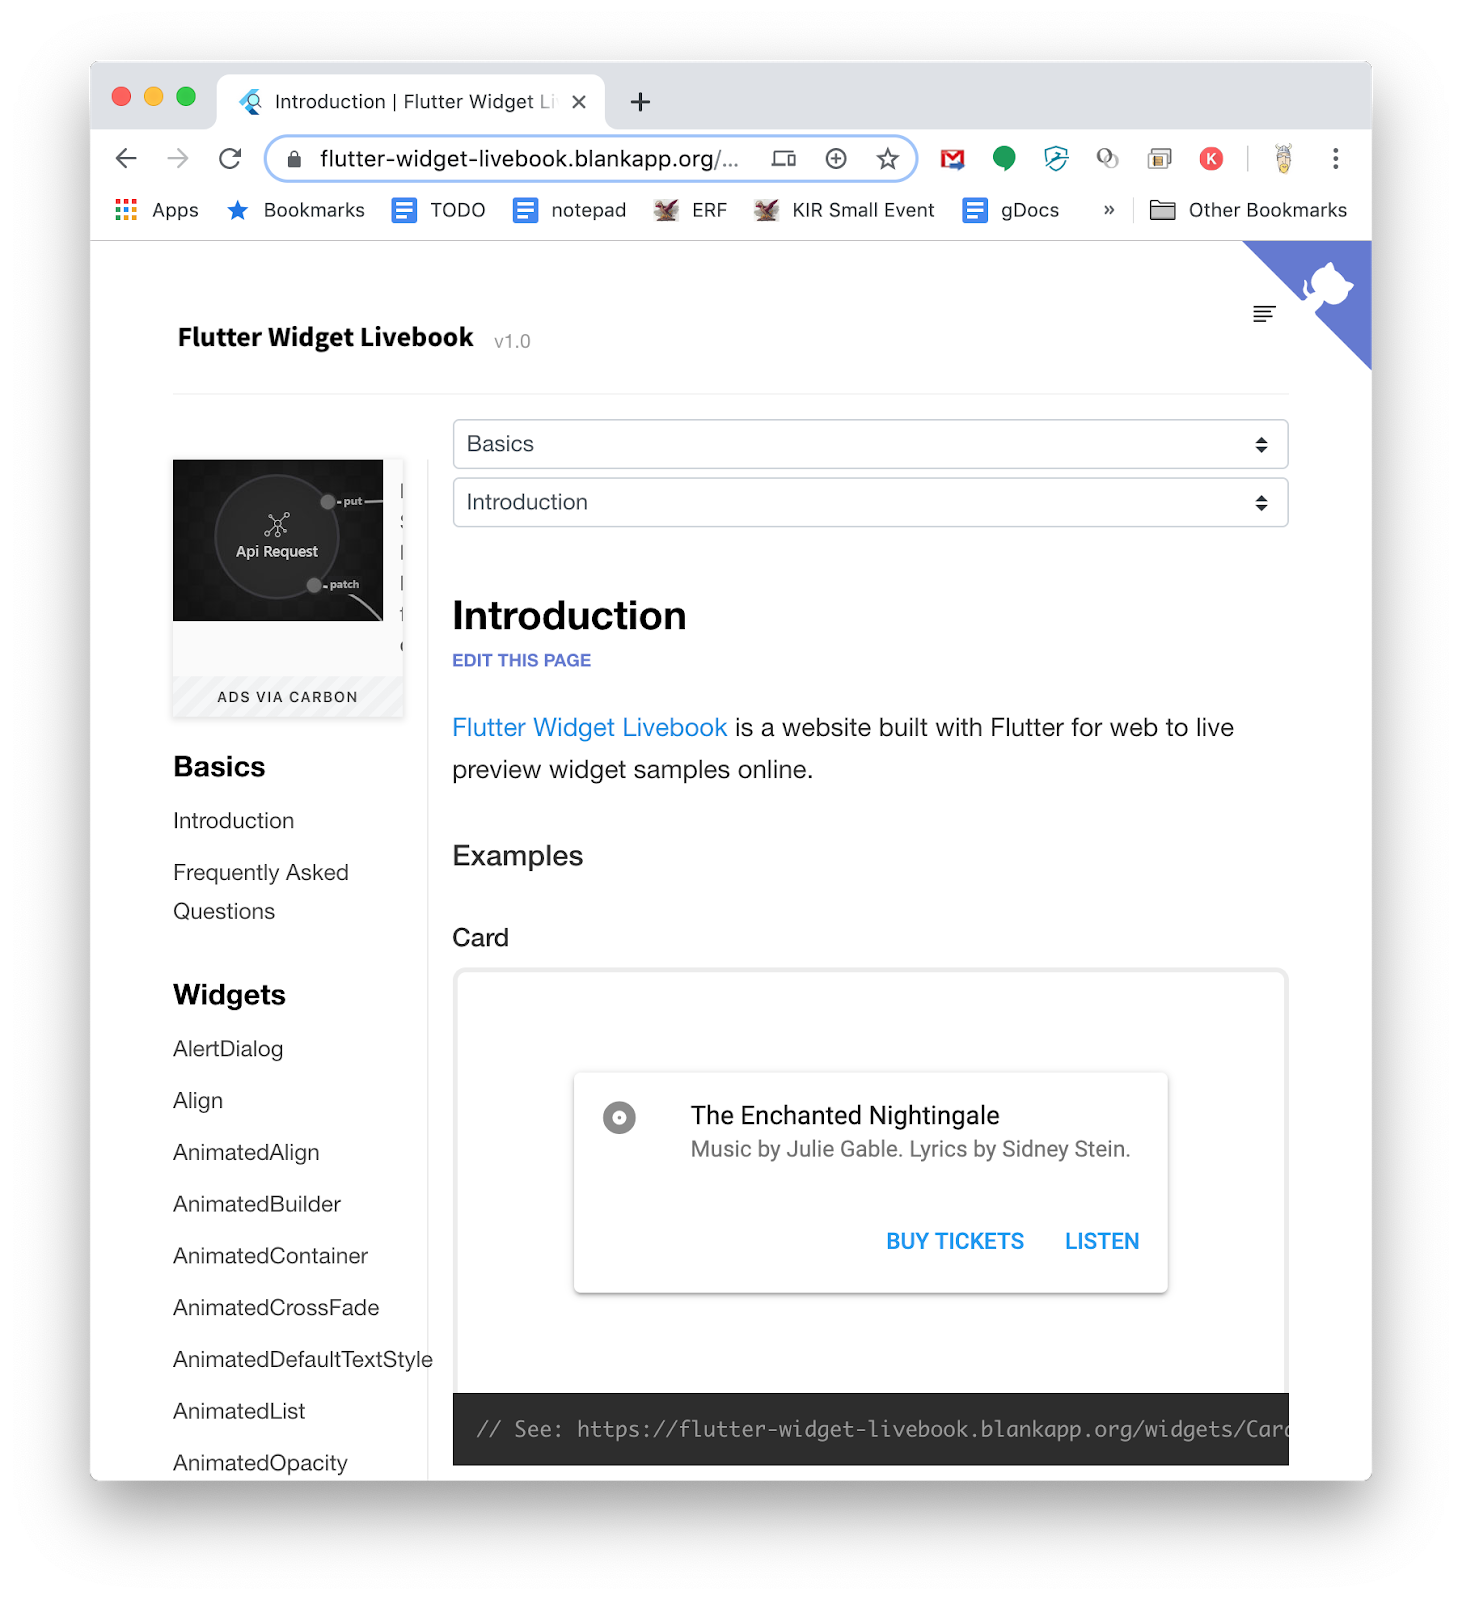 Introduction | Flutter Widget Li
flutter-widget-livebook.blankapp.org/...
K
Apps Bookmarks TODO notepad ERF KIR Small Event gDocs » Other Bookmarks
Flutter Widget Livebook v1.0
Basics
Introduction
put
Api Request
patch
ADS VIA CARBON
Basics
Introduction
Frequently Asked
Questions
Widgets
AlertDialog
Align
AnimatedAlign
AnimatedBuilder
AnimatedContainer
AnimatedCrossFade
AnimatedDefaultTextStyle
AnimatedList
AnimatedOpacity
Introduction
EDIT THIS PAGE
Flutter Widget Livebook is a website built with Flutter for web to live
preview widget samples online.
Examples
Card
The Enchanted Nightingale
Music by Julie Gable. Lyrics by Sidney Stein.
BUY TICKETS LISTEN
// See: https://flutter-widget-livebook.blankapp.org/widgets/Card